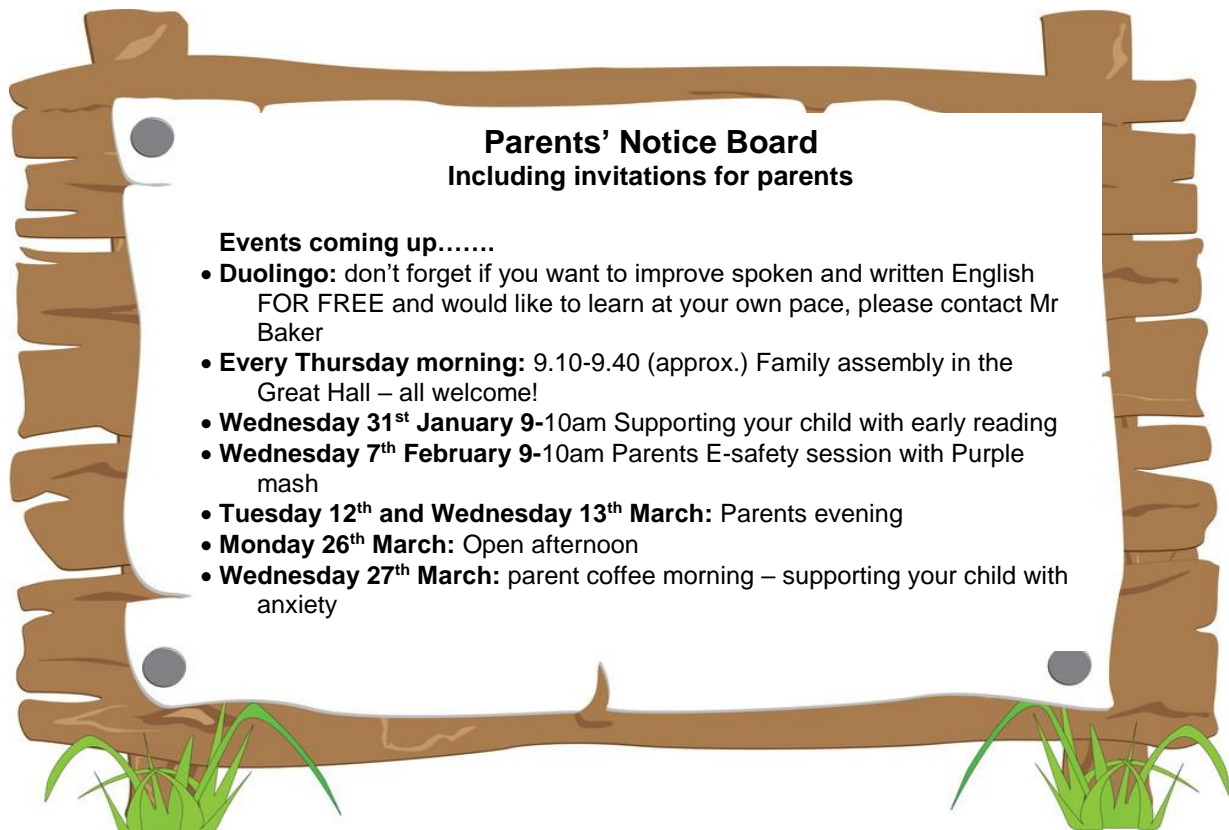 Parents’ Notice Board
Including invitations for parents
Events coming up…….
• Duolingo: don’t forget if you want to improve spoken and written English
FOR FREE and would like to learn at your own pace, please contact Mr
Baker
• Every Thursday morning: 9.10-9.40 (approx.) Family assembly in the
Great Hall – all welcome!
• Wednesday 31st January 9-10am Supporting your child with early reading
• Wednesday 7th February 9-10am Parents E-safety session with Purple
mash
• Tuesday 12th and Wednesday 13th March: Parents evening
• Monday 26th March: Open afternoon
• Wednesday 27th March: parent coffee morning – supporting your child with
anxiety